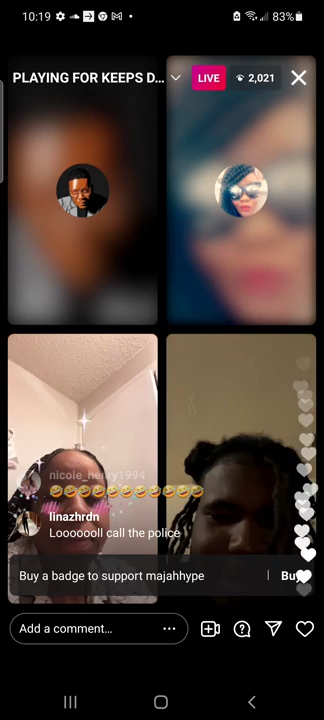 10:19
83%
PLAYING FOR KEEPS D...
LIVE
2,021
nicole_henry1994
linazhrdn
Looooooll call the police
Buy a badge to support majahhype
Buy
Add a comment...